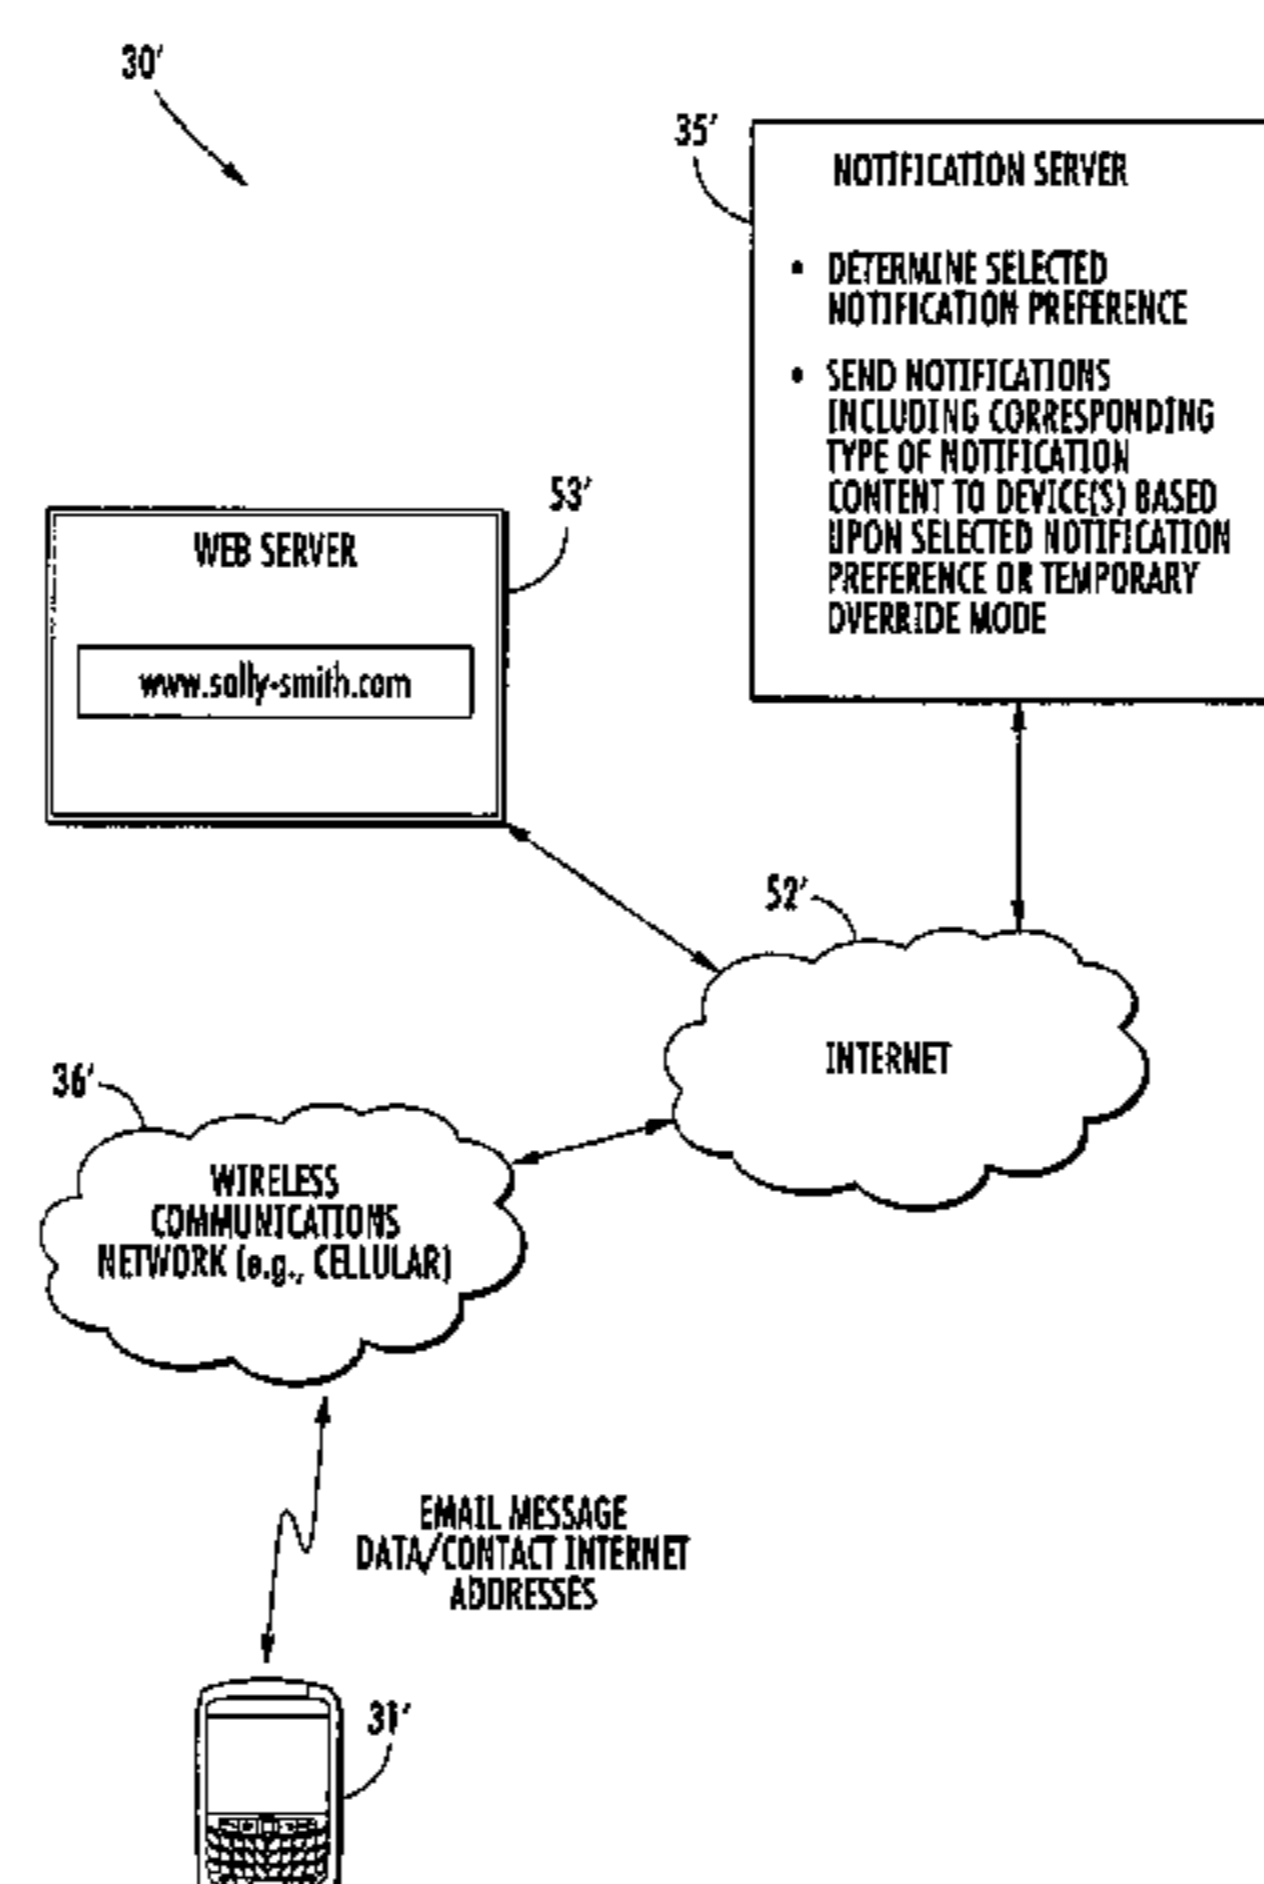 30'
35'
NOTIFICATION SERVER
• DETERMINE SELECTED
NOTIFICATION PREFERENCE
• SEND NOTIFICATIONS
INCLUDING CORRESPONDING
TYPE OF NOTIFICATION
CONTENT TO DEVICE(S) BASED
UPON SELECTED NOTIFICATION
PREFERENCE OR TEMPORARY
OVERRIDE MODE
53'
WEB SERVER
www.sally-smith.com
52'
INTERNET
36'
WIRELESS
COMMUNICATIONS
NETWORK (e.g., CELLULAR)
EMAIL MESSAGE
DATA/CONTACT INTERNET
ADDRESSES
31'